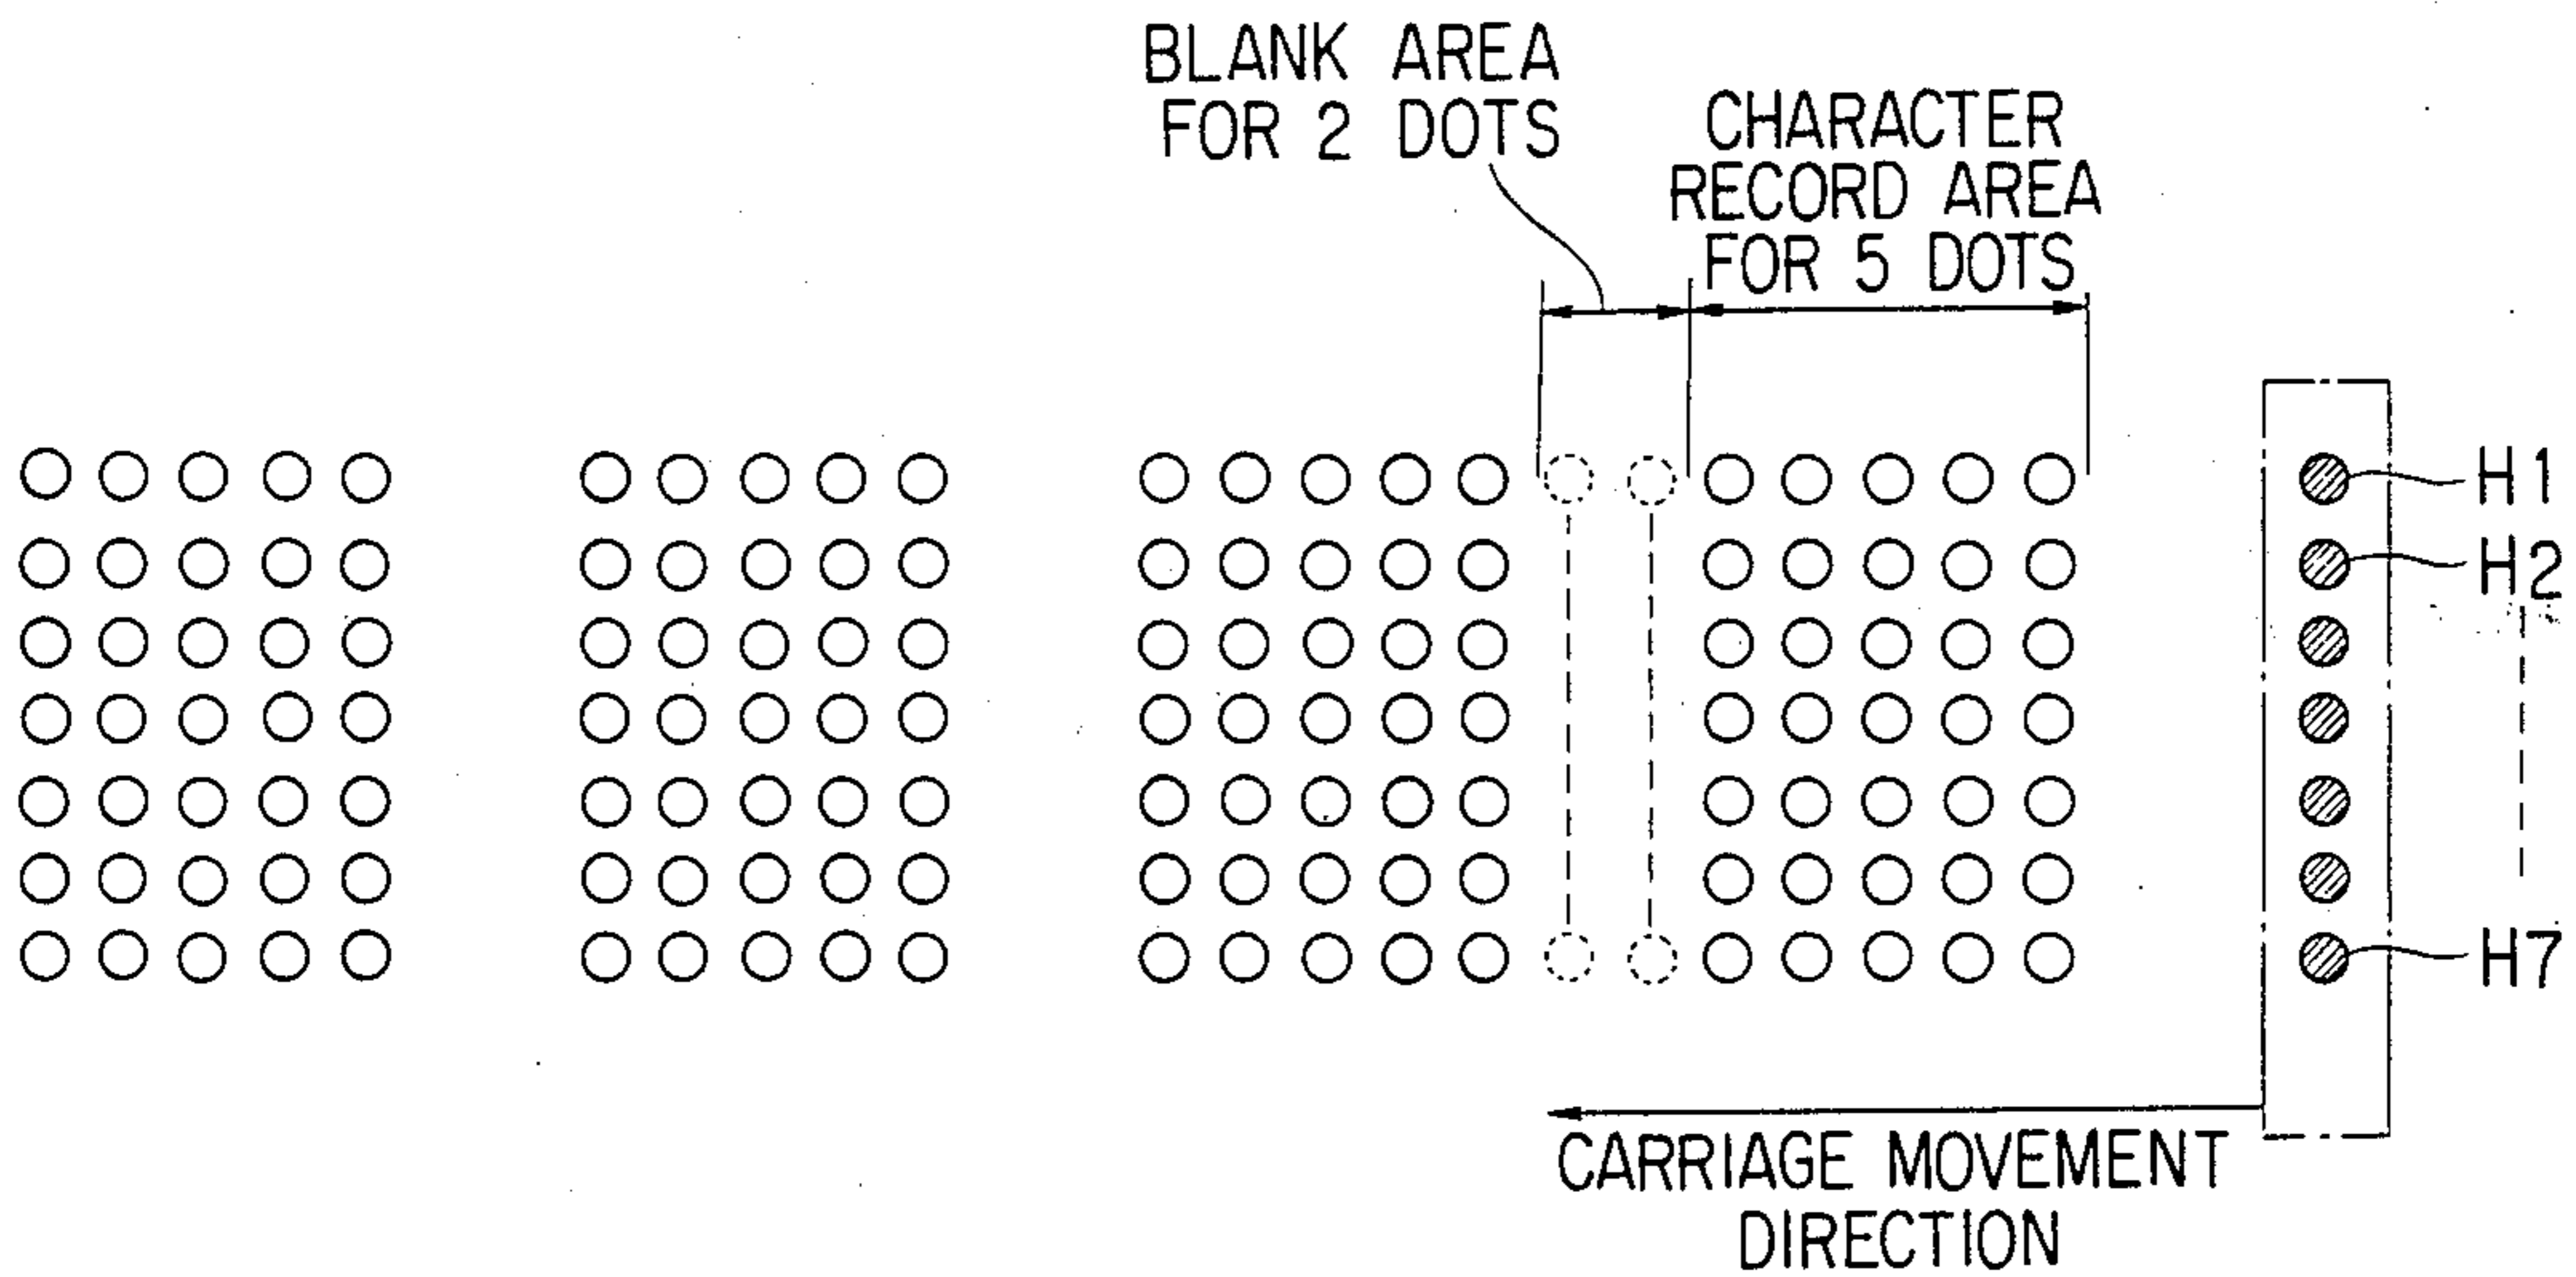 BLANK AREA
FOR 2 DOTS
CHARACTER
RECORD AREA
FOR 5 DOTS
H1
H2
H7
CARRIAGE MOVEMENT
DIRECTION